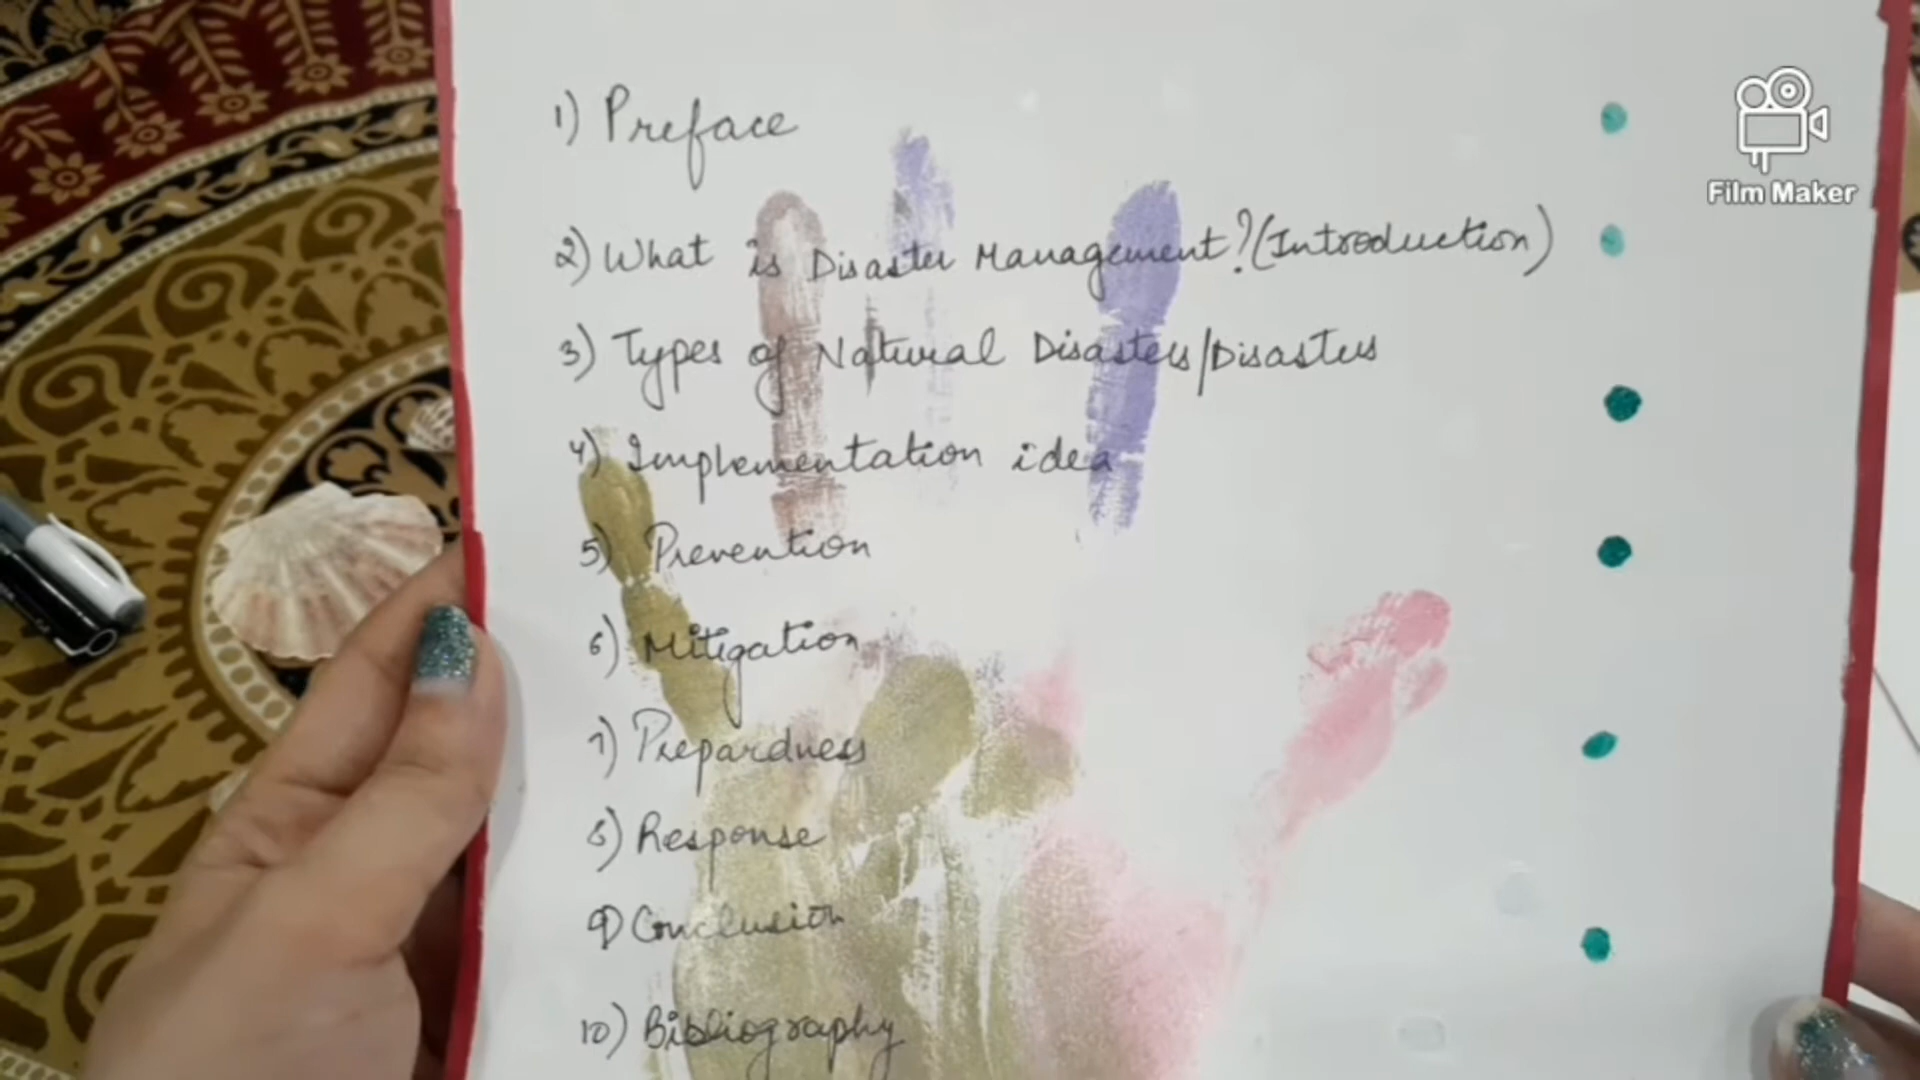 1) Preface
2) What is Disaster Management? (Introduction)
3) Types of Natural Disasters/Disasters
4) Implementation idea
5) Prevention
6) Mitigation
7) Prepardness
8) Response
9) Conclusion
10) Bibliography
Film Maker